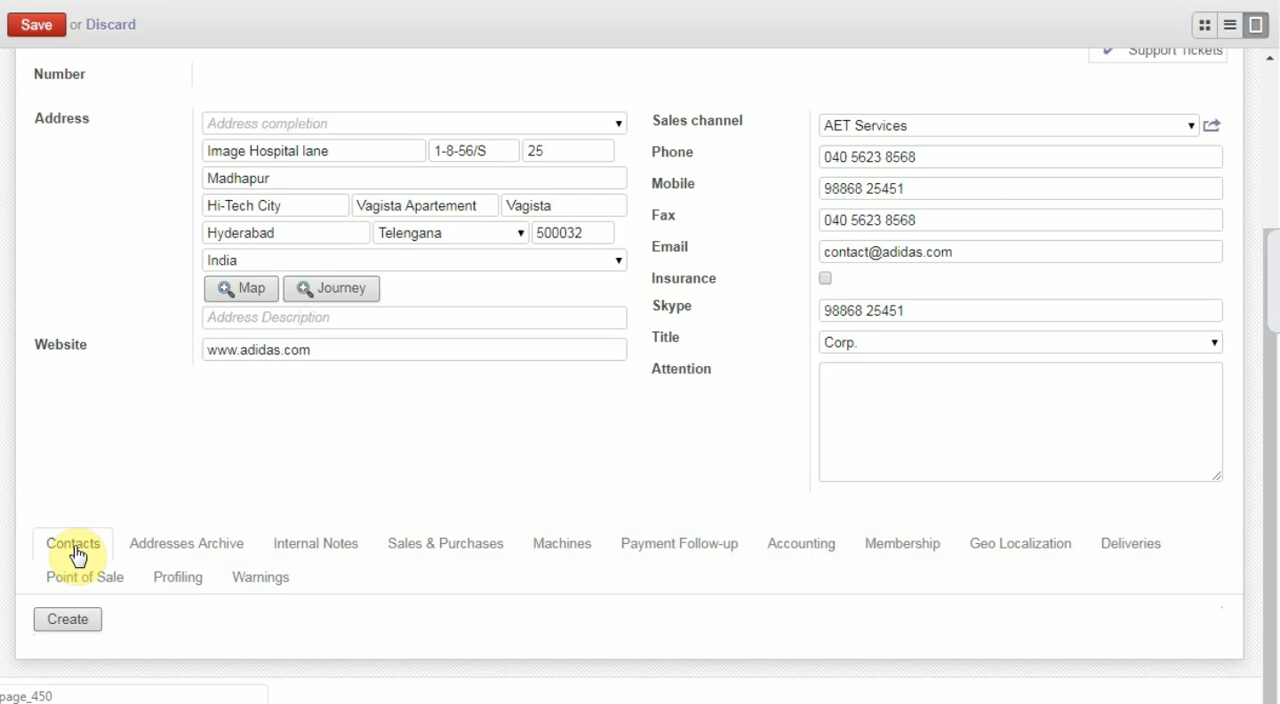 Save or Discard
Support Tickets
Number
Address
Address completion
Image Hospital lane 1-8-56/S 25
Madhapur
Hi-Tech City Vagista Apartement Vagista
Hyderabad Telengana 500032
India
Map Journey
Address Description
Website www.adidas.com
Sales channel AET Services
Phone 040 5623 8568
Mobile 98868 25451
Fax 040 5623 8568
Email contact@adidas.com
Insurance
Skype 98868 25451
Title Corp.
Attention
Contacts Addresses Archive Internal Notes Sales & Purchases Machines Payment Follow-up Accounting Membership Geo Localization Deliveries
Point of Sale Profiling Warnings
Create
page_450